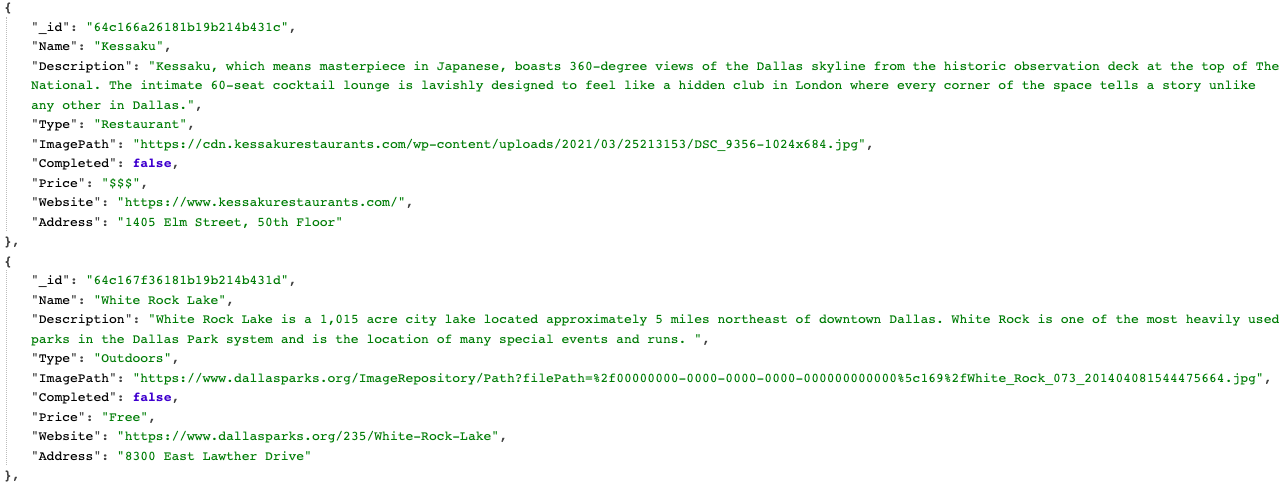 {
"_id": "64c166a26181b19b214b431c",
"Name": "Kessaku",
"Description": "Kessaku, which means masterpiece in Japanese, boasts 360-degree views of the Dallas skyline from the historic observation deck at the top of The
National. The intimate 60-seat cocktail lounge is lavishly designed to feel like a hidden club in London where every corner of the space tells a story unlike
any other in Dallas.",
"Type": "Restaurant",
"ImagePath": "https://cdn.kessakurestaurants.com/wp-content/uploads/2021/03/25213153/DSC_9356-1024x684.jpg",
"Completed": false,
"Price": "$$$",
"Website": "https://www.kessakurestaurants.com/",
"Address": "1405 Elm Street, 50th Floor"
},
{
"_id": "64c167f36181b19b214b431d",
"Name": "White Rock Lake",
"Description": "White Rock Lake is a 1,015 acre city lake located approximately 5 miles northeast of downtown Dallas. White Rock is one of the most heavily used
parks in the Dallas Park system and is the location of many special events and runs. ",
"Type": "Outdoors",
"ImagePath": "https://www.dallasparks.org/ImageRepository/Path?filePath=%2f00000000-0000-0000-0000-000000000000%5c169%2fWhite_Rock_073_201404081544475664.jpg",
"Completed": false,
"Price": "Free",
"Website": "https://www.dallasparks.org/235/White-Rock-Lake",
"Address": "8300 East Lawther Drive"
},